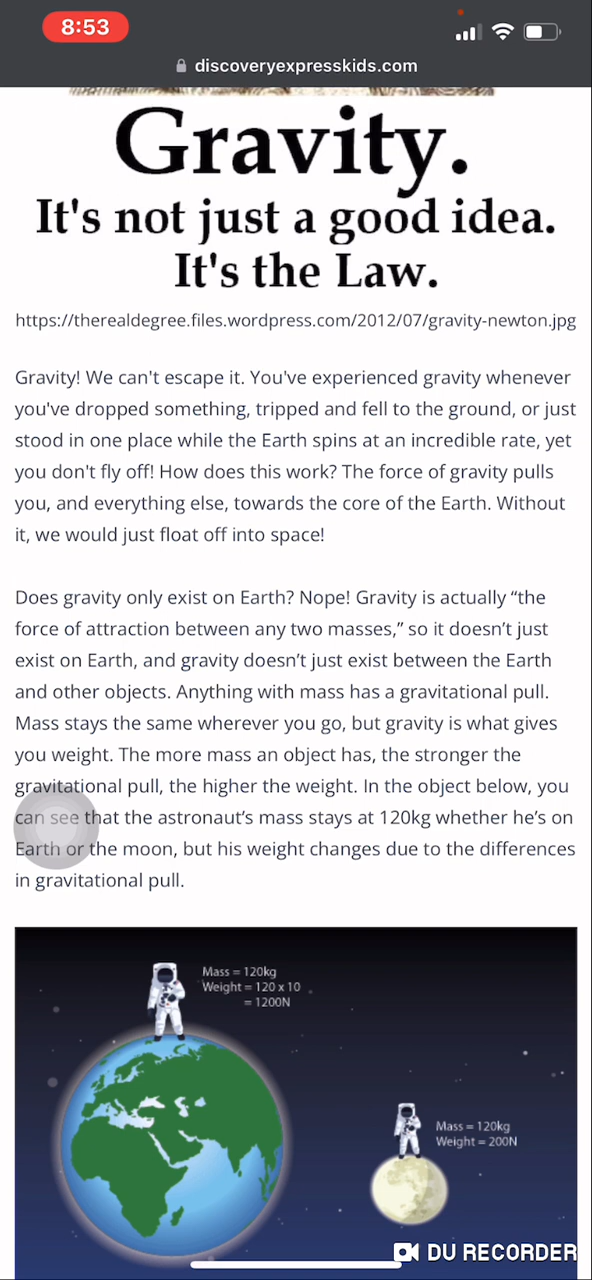 8:53
discoveryexpresskids.com
Gravity.
It's not just a good idea.
It's the Law.
https://therealdegree.files.wordpress.com/2012/07/gravity-newton.jpg
Gravity! We can't escape it. You've experienced gravity whenever
you've dropped something, tripped and fell to the ground, or just
stood in one place while the Earth spins at an incredible rate, yet
you don't fly off! How does this work? The force of gravity pulls
you, and everything else, towards the core of the Earth. Without
it, we would just float off into space!
Does gravity only exist on Earth? Nope! Gravity is actually “the
force of attraction between any two masses,” so it doesn’t just
exist on Earth, and gravity doesn’t just exist between the Earth
and other objects. Anything with mass has a gravitational pull.
Mass stays the same wherever you go, but gravity is what gives
you weight. The more mass an object has, the stronger the
gravitational pull, the higher the weight. In the object below, you
can see that the astronaut’s mass stays at 120kg whether he’s on
Earth or the moon, but his weight changes due to the differences
in gravitational pull.
Mass = 120kg
Weight = 120 x 10
= 1200N
Mass = 120kg
Weight = 200N
DU RECORDER